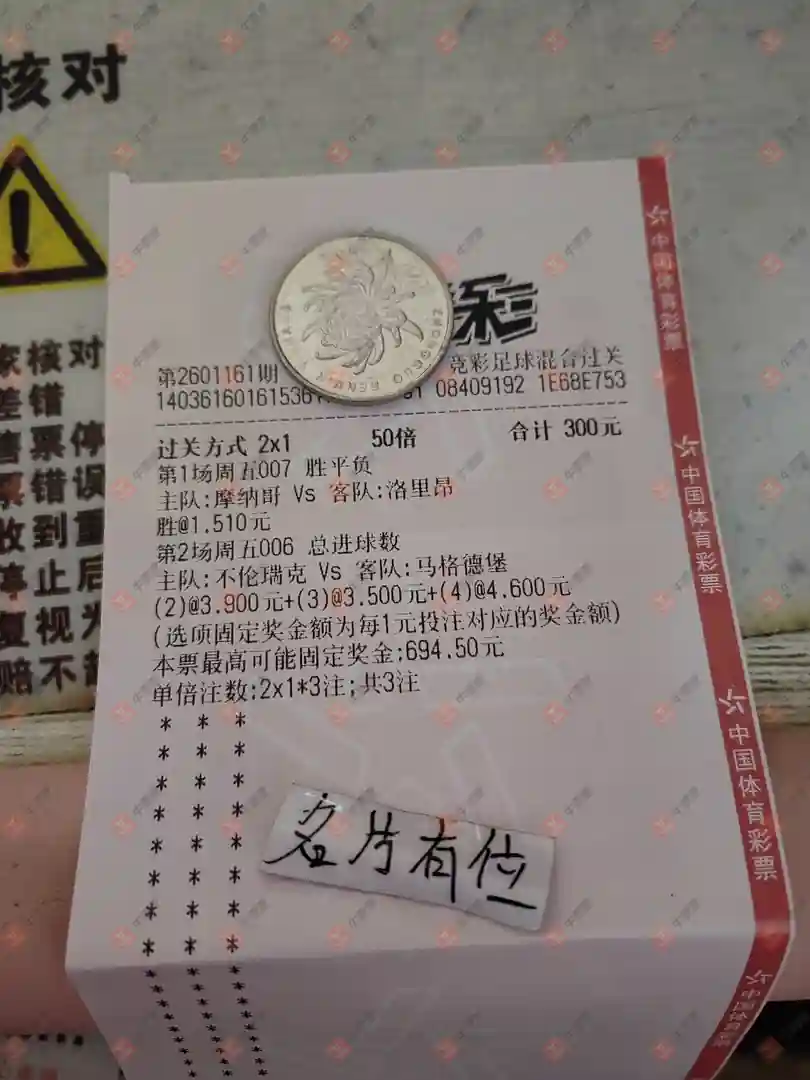 核对
彩
竞彩足球混合过关
第2601161期
08409192 1E68E753
过关方式 2x1 50倍 合计 300元
第1场周五007 胜平负
主队:摩纳哥 Vs 客队:洛里昂
胜@1.510元
第2场周五006 总进球数
主队:不伦瑞克 Vs 客队:马格德堡
(2)@3.900元+(3)@3.500元+(4)@4.600元
(选项固定奖金额为每1元投注对应的奖金额)
本票最高可能固定奖金:694.50元
单倍注数:2x1*3注;共3注
名片有位
家核对
差错
售票停
票错误
收到重
停止后
复视为
赔不
中国体育彩票
中国体育彩票
中国体育彩票
中国体育彩票